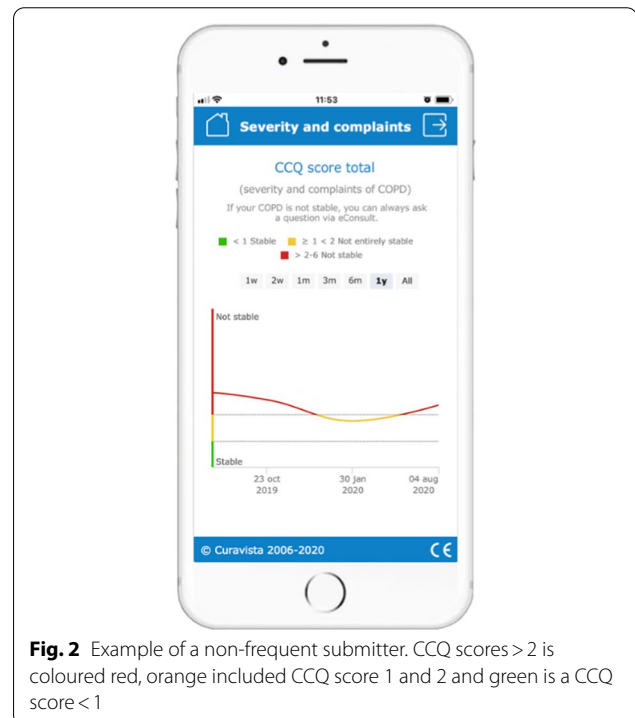 11:53
Severity and complaints
CCQ score total
(severity and complaints of COPD)
If your COPD is not stable, you can always ask
a question via eConsult.
< 1 Stable ≥ 1 < 2 Not entirely stable
> 2-6 Not stable
1w 2w 1m 3m 6m 1y All
Not stable
Stable
23 oct 30 jan 04 aug
2019 2020 2020
© Curavista 2006-2020 CE
Fig. 2 Example of a non-frequent submitter. CCQ scores > 2 is
coloured red, orange included CCQ score 1 and 2 and green is a CCQ
score < 1